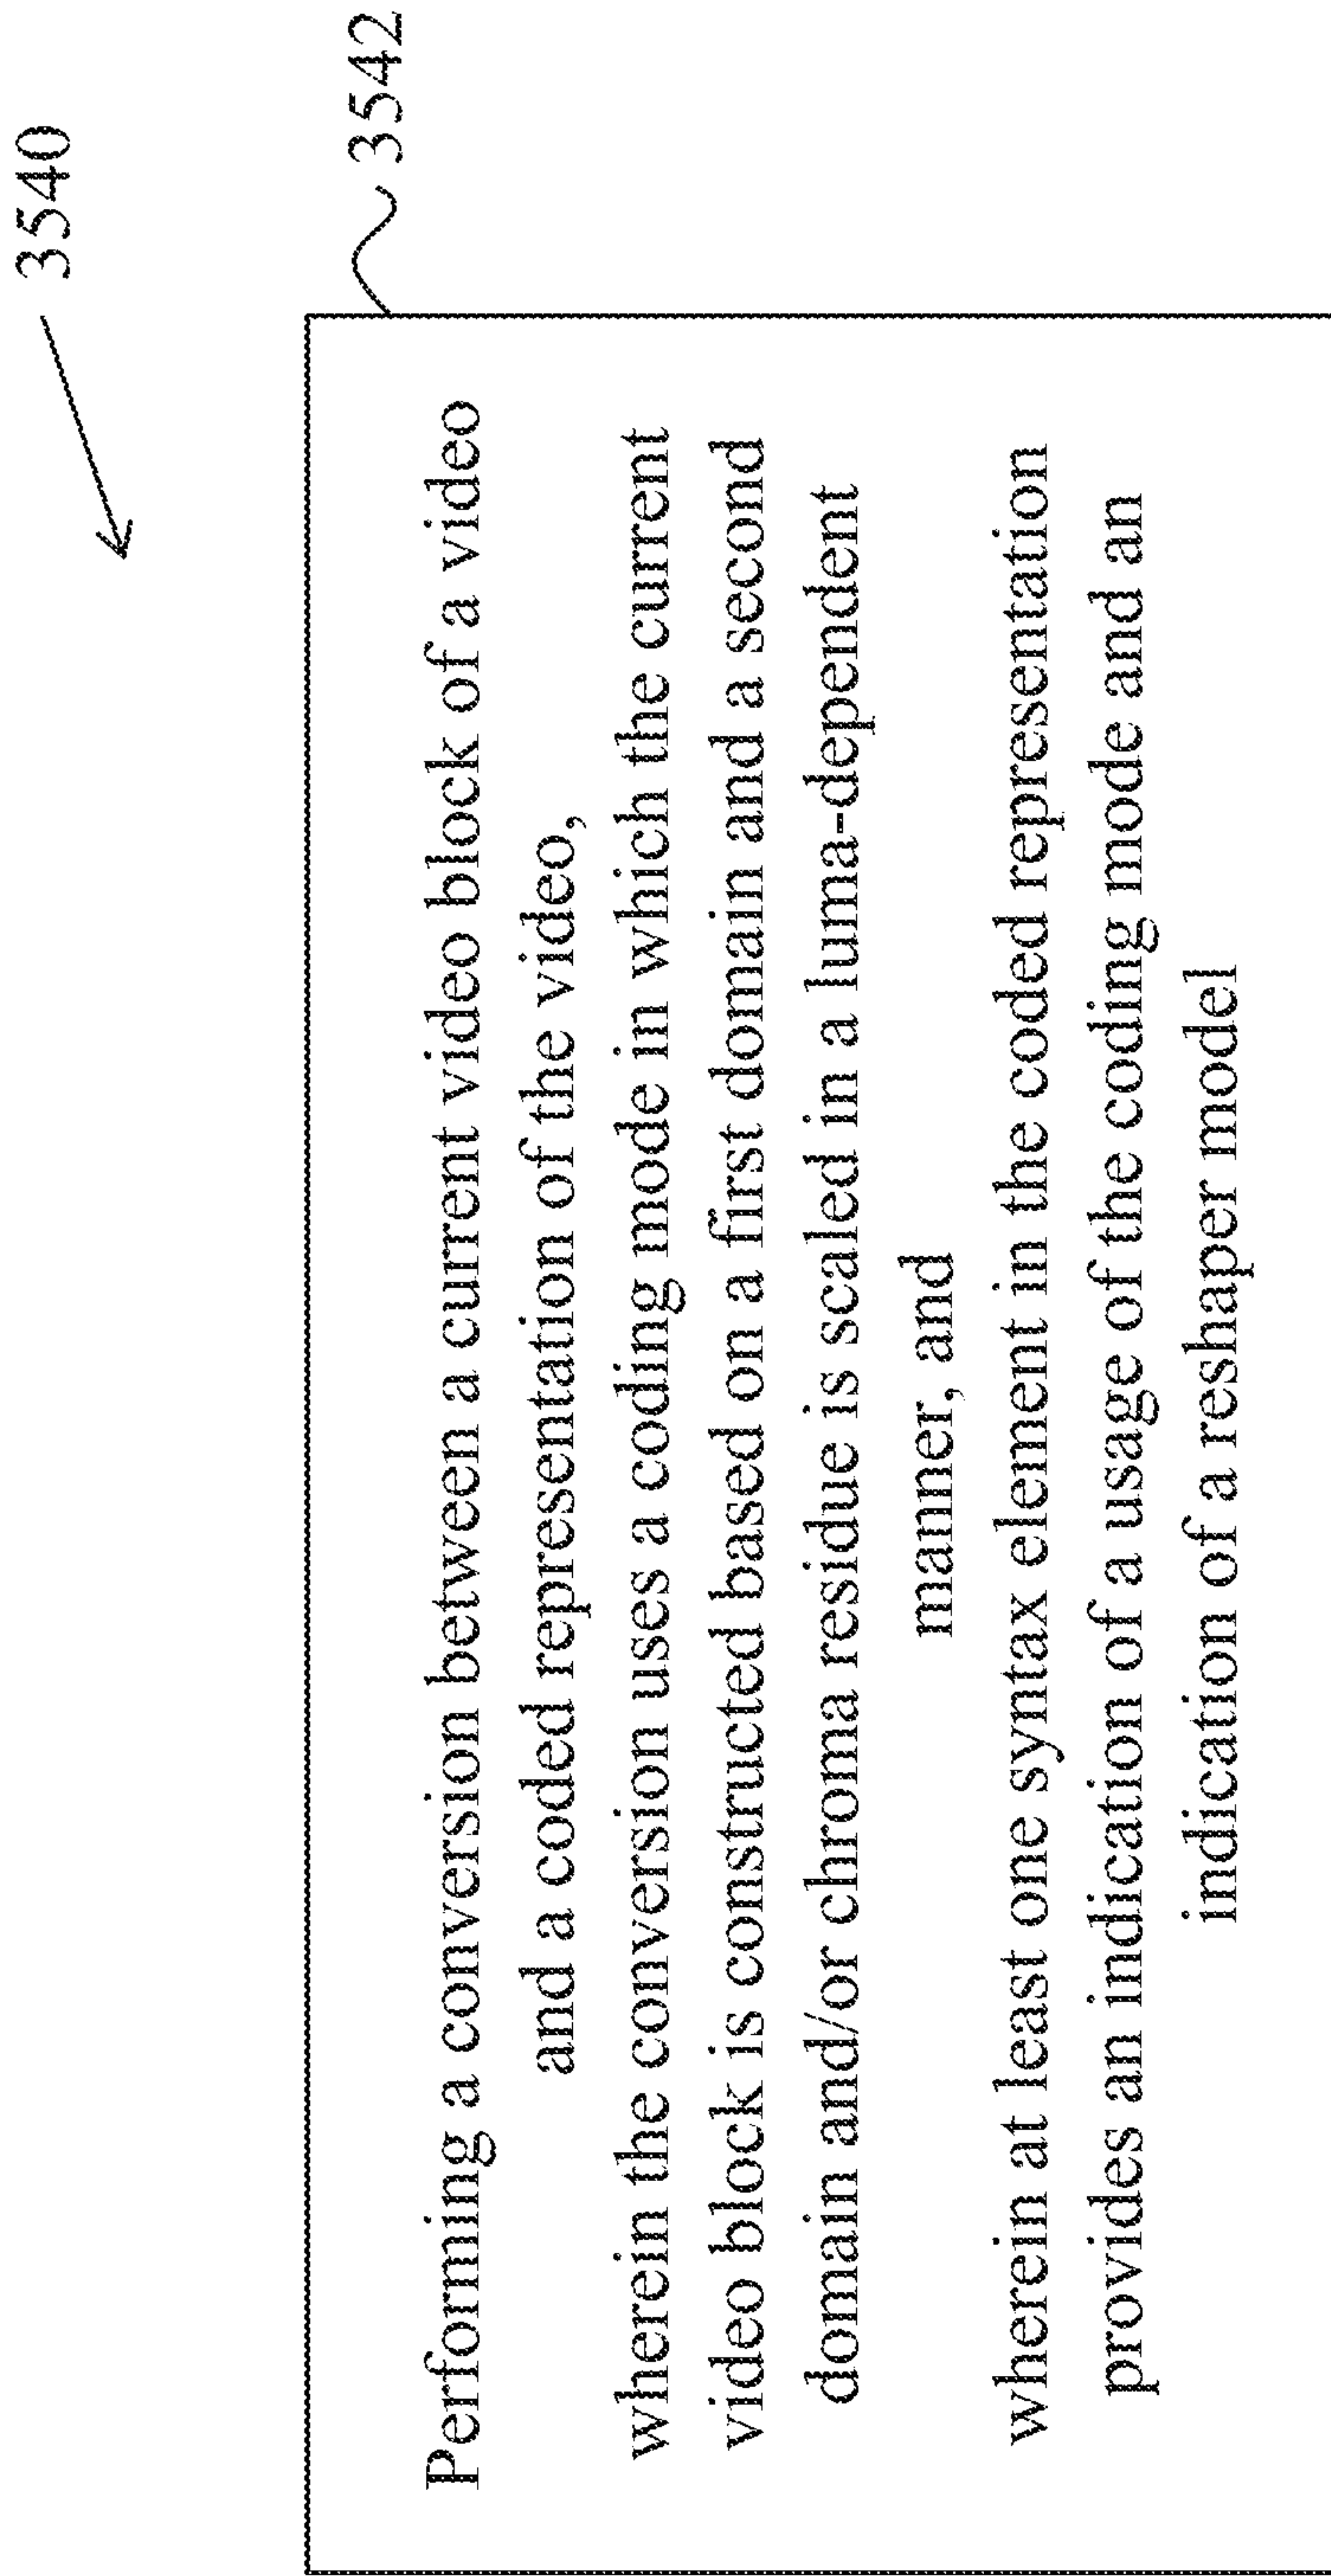 3540
3542
Performing a conversion between a current video block of a video
and a coded representation of the video,
wherein the conversion uses a coding mode in which the current
video block is constructed based on a first domain and a second
domain and/or chroma residue is scaled in a luma-dependent
manner, and
wherein at least one syntax element in the coded representation
provides an indication of a usage of the coding mode and an
indication of a reshaper model